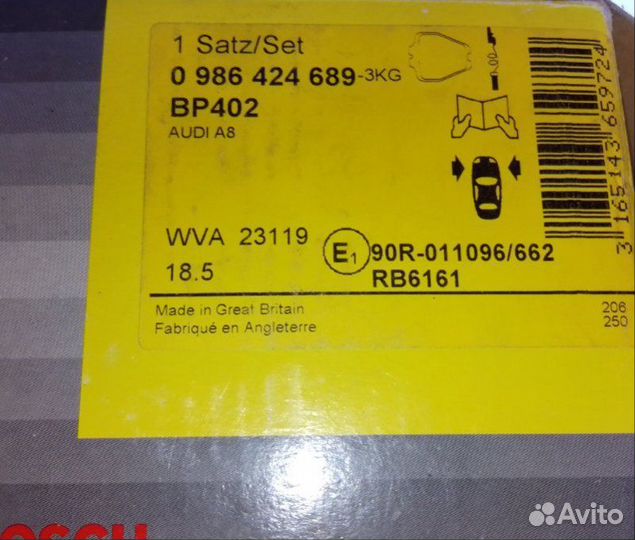 1 Satz/Set
0 986 424 689-3KG
BP402
AUDI A8
3 165143 659724
WVA 23119
18.5
E1 90R-011096/662
RB6161
Made in Great Britain
Fabriqué en Angleterre
206
250
BOSCH
Avito